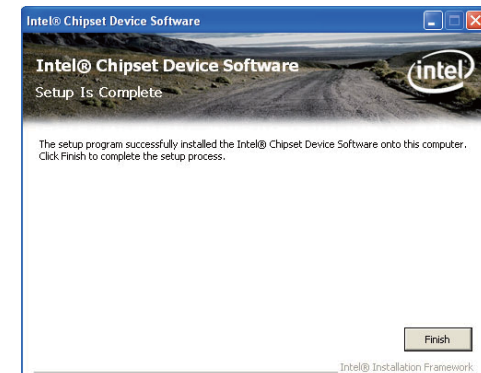 Intel® Chipset Device Software
Intel® Chipset Device Software
intel
Setup Is Complete
The setup program successfully installed the Intel® Chipset Device Software onto this computer.
Click Finish to complete the setup process.
Finish
Intel® Installation Framework